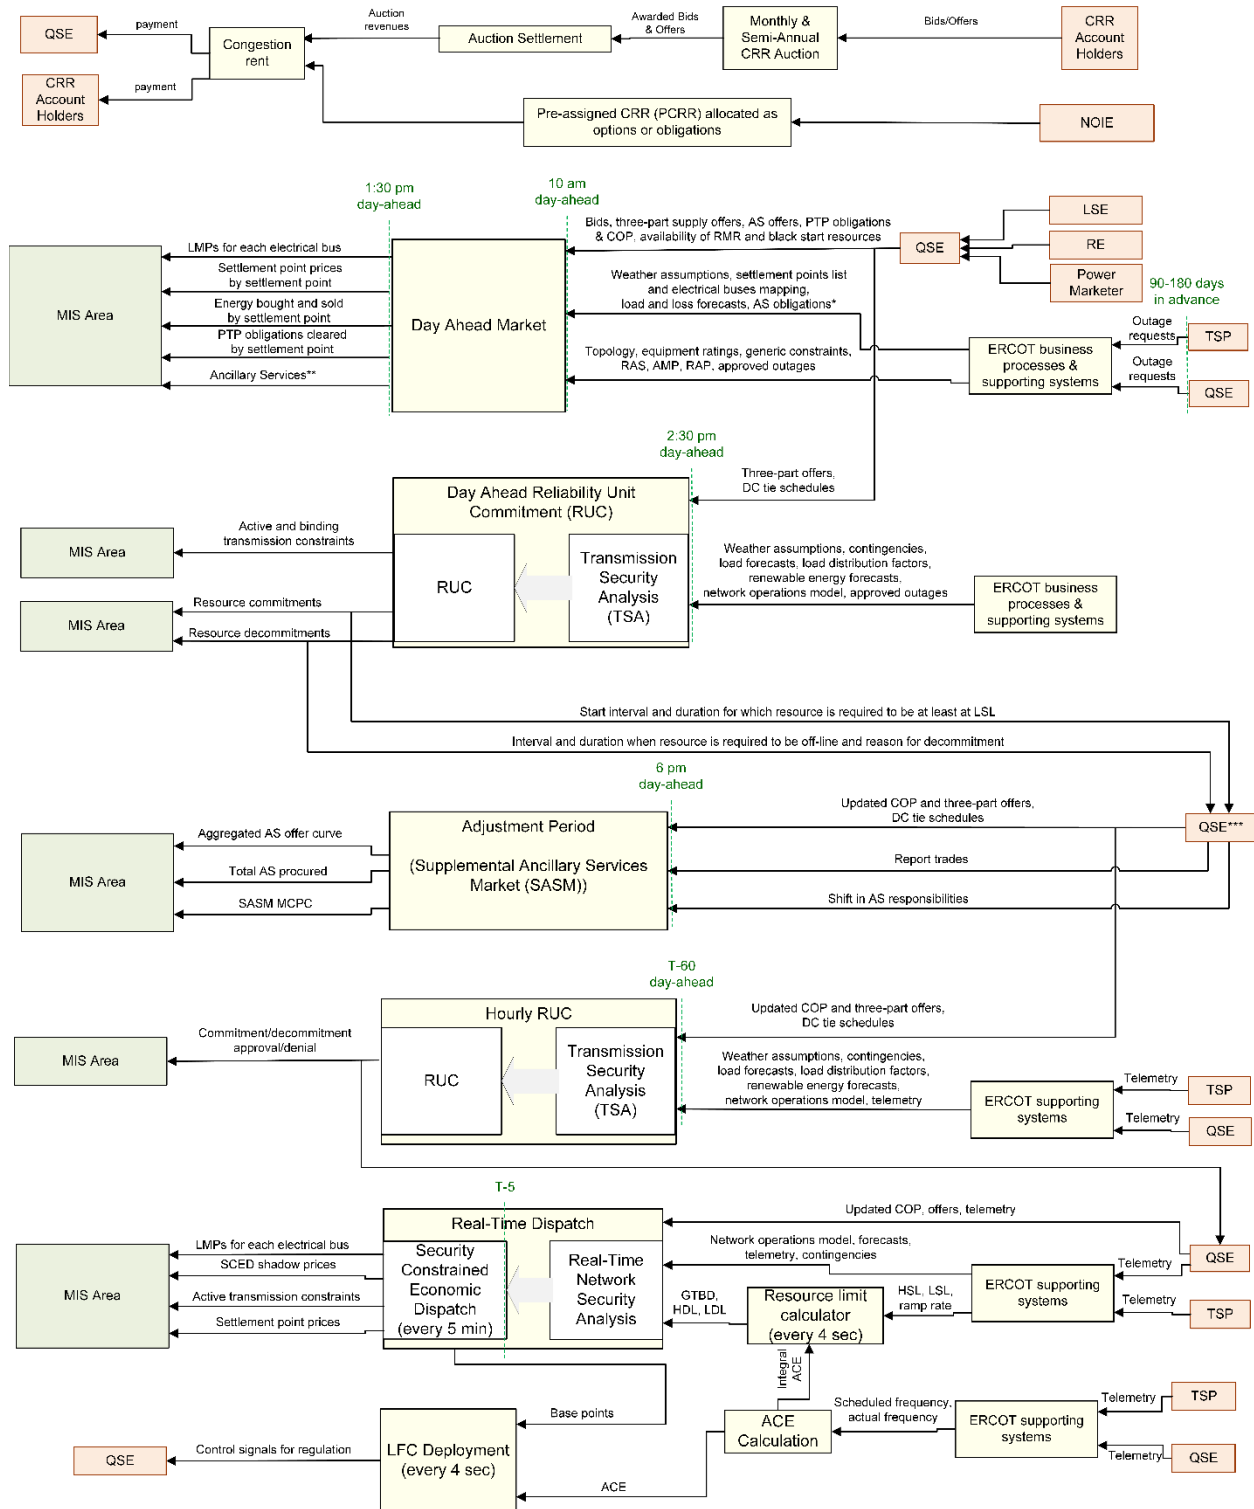 QSE
payment
CRR
Account
Holders
payment
Congestion
rent
Auction
revenues
Auction Settlement
Awarded Bids
& Offers
Monthly &
Semi-Annual
CRR Auction
Bids/Offers
CRR
Account
Holders
Pre-assigned CRR (PCRR) allocated as
options or obligations
NOIE
1:30 pm
day-ahead
10 am
day-ahead
MIS Area
LMPs for each electrical bus
Settlement point prices
by settlement point
Energy bought and sold
by settlement point
PTP obligations cleared
by settlement point
Ancillary Services**
Day Ahead Market
Bids, three-part supply offers, AS offers, PTP obligations
& COP, availability of RMR and black start resources
Weather assumptions, settlement points list
and electrical buses mapping,
load and loss forecasts, AS obligations*
Topology, equipment ratings, generic constraints,
RAS, AMP, RAP, approved outages
QSE
LSE
RE
Power
Marketer
90-180 days
in advance
ERCOT business
processes &
supporting systems
Outage
requests
TSP
Outage
requests
QSE
2:30 pm
day-ahead
Day Ahead Reliability Unit
Commitment (RUC)
RUC
Transmission
Security
Analysis
(TSA)
Three-part offers,
DC tie schedules
MIS Area
Active and binding
transmission constraints
MIS Area
Resource commitments
Resource decommitments
Weather assumptions, contingencies,
load forecasts, load distribution factors,
renewable energy forecasts,
network operations model, approved outages
ERCOT business
processes &
supporting systems
Start interval and duration for which resource is required to be at least at LSL
Interval and duration when resource is required to be off-line and reason for decommitment
6 pm
day-ahead
MIS Area
Aggregated AS offer curve
Total AS procured
SASM MCPC
Adjustment Period
(Supplemental Ancillary Services
Market (SASM))
Updated COP and three-part offers,
DC tie schedules
Report trades
Shift in AS responsibilities
QSE***
T-60
day-ahead
MIS Area
Commitment/decommitment
approval/denial
Hourly RUC
RUC
Transmission
Security
Analysis
(TSA)
Updated COP and three-part offers,
DC tie schedules
Weather assumptions, contingencies,
load forecasts, load distribution factors,
renewable energy forecasts,
network operations model, telemetry
ERCOT supporting
systems
Telemetry
TSP
Telemetry
QSE
T-5
MIS Area
LMPs for each electrical bus
SCED shadow prices
Active transmission constraints
Settlement point prices
Real-Time Dispatch
Security
Constrained
Economic
Dispatch
(every 5 min)
Real-Time
Network
Security
Analysis
Updated COP, offers, telemetry
Network operations model, forecasts,
telemetry, contingencies
GTBD,
HDL, LDL
Resource limit
calculator
(every 4 sec)
HSL, LSL,
ramp rate
ERCOT supporting
systems
Telemetry
QSE
Telemetry
TSP
Integral
ACE
Base points
QSE
Control signals for regulation
LFC Deployment
(every 4 sec)
ACE
ACE
Calculation
Scheduled frequency,
actual frequency
ERCOT supporting
systems
Telemetry
TSP
Telemetry
QSE